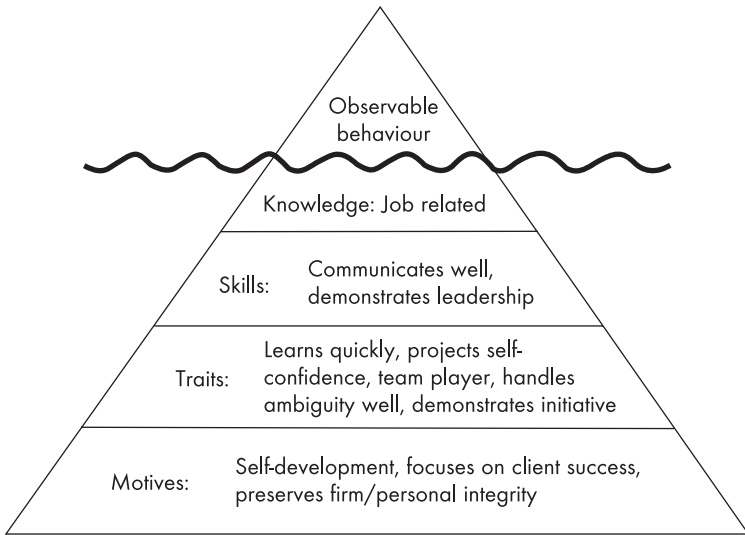 Observable
behaviour
Knowledge: Job related
Skills: Communicates well,
demonstrates leadership
Traits: Learns quickly, projects self-
confidence, team player, handles
ambiguity well, demonstrates initiative
Motives: Self-development, focuses on client success,
preserves firm/personal integrity